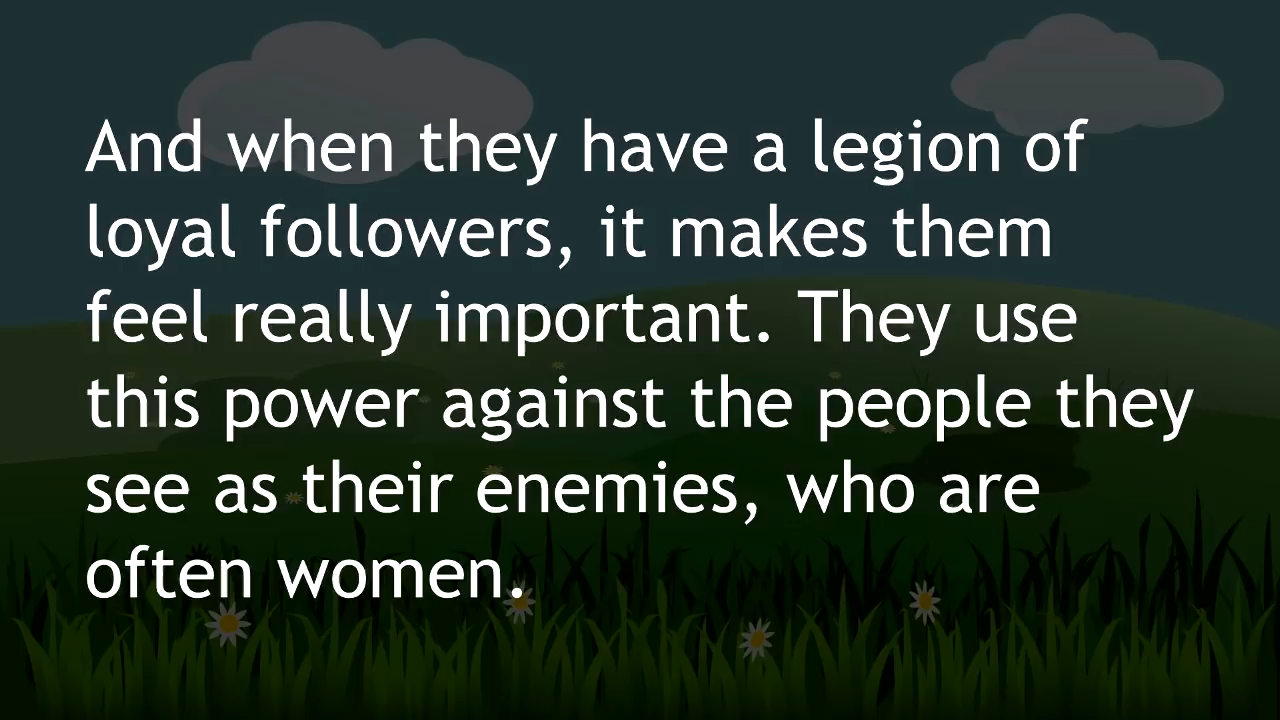 And when they have a legion of
loyal followers, it makes them
feel really important. They use
this power against the people they
see as their enemies, who are
often women.